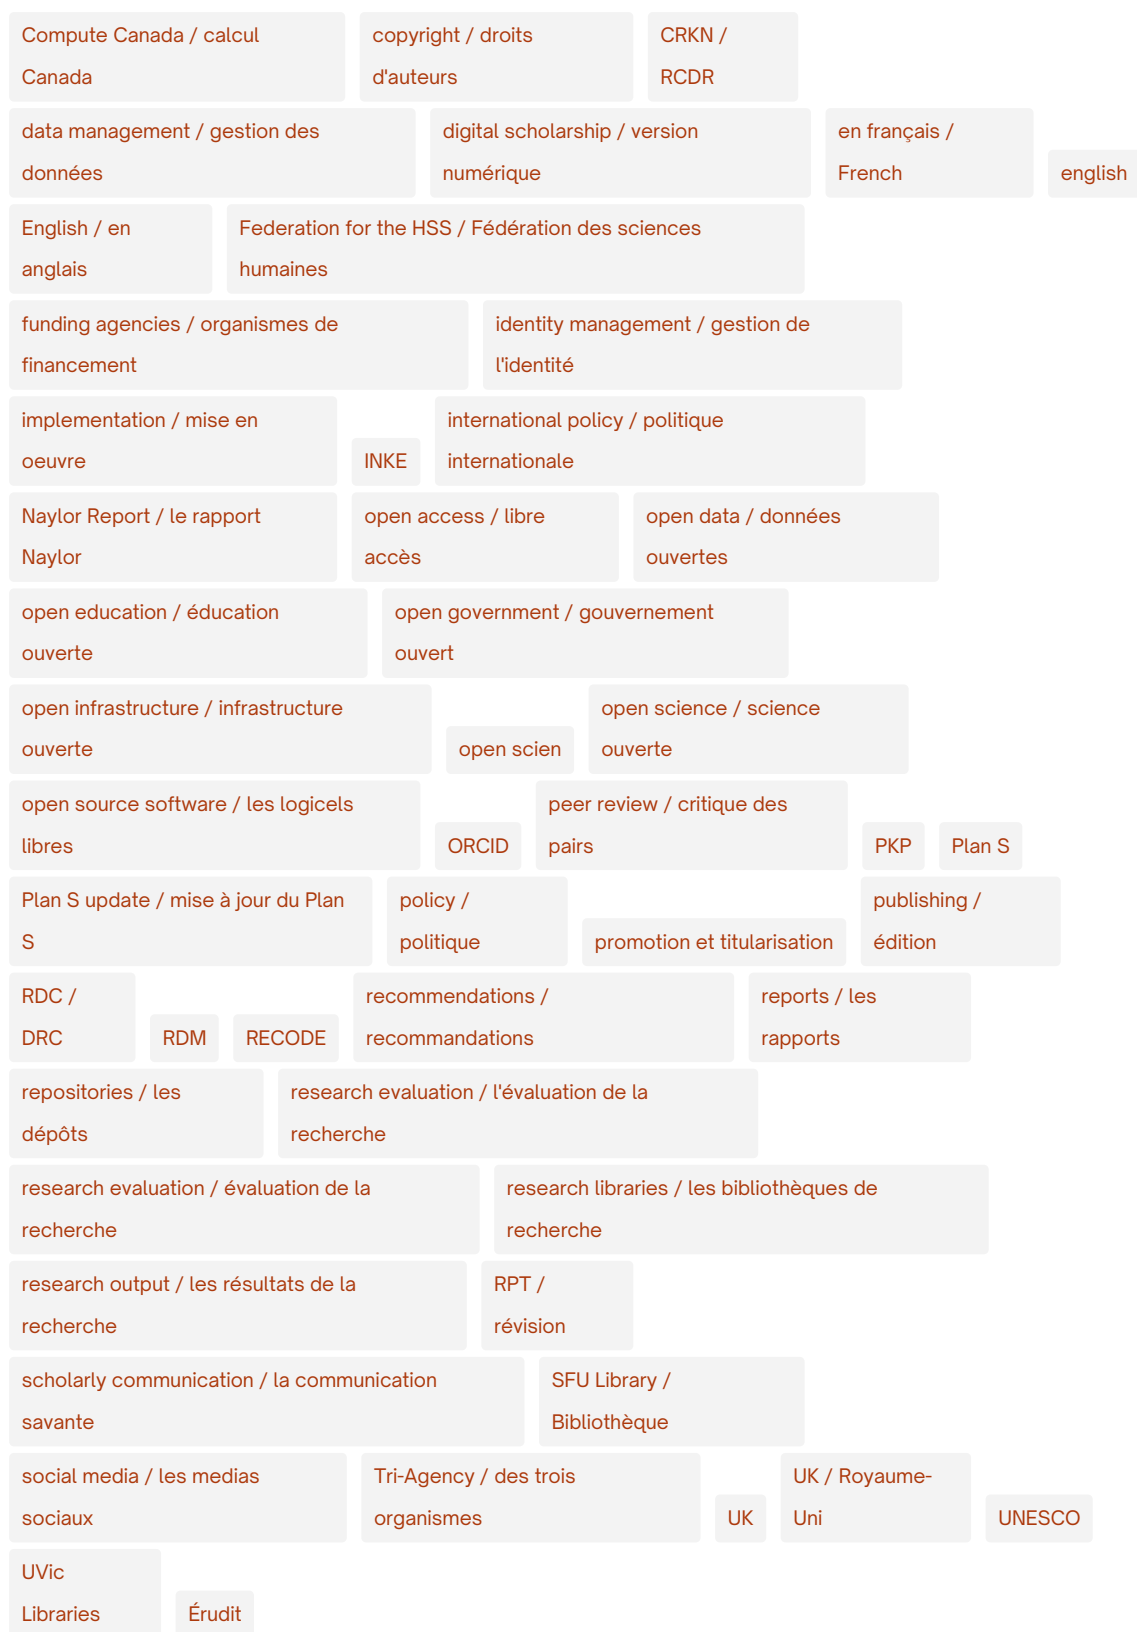 Compute Canada / calcul
Canada
copyright / droits
d'auteurs
CRKN /
RCDR
data management / gestion des
données
digital scholarship / version
numérique
en français /
French
english
English / en
anglais
Federation for the HSS / Fédération des sciences
humaines
funding agencies / organismes de
financement
identity management / gestion de
l'identité
implementation / mise en
oeuvre
INKE
international policy / politique
internationale
Naylor Report / le rapport
Naylor
open access / libre
accès
open data / données
ouvertes
open education / éducation
ouverte
open government / gouvernement
ouvert
open infrastructure / infrastructure
ouverte
open scien
open science / science
ouverte
open source software / les logicels
libres
ORCID
peer review / critique des
pairs
PKP
Plan S
Plan S update / mise à jour du Plan
S
policy /
politique
promotion et titularisation
publishing /
édition
RDC /
DRC
RDM
RECODE
recommendations /
recommandations
reports / les
rapports
repositories / les
dépôts
research evaluation / l'évaluation de la
recherche
research evaluation / évaluation de la
recherche
research libraries / les bibliothèques de
recherche
research output / les résultats de la
recherche
RPT /
révision
scholarly communication / la communication
savante
SFU Library /
Bibliothèque
social media / les medias
sociaux
Tri-Agency / des trois
organismes
UK
UK / Royaume-
Uni
UNESCO
UVic
Libraries
Érudit